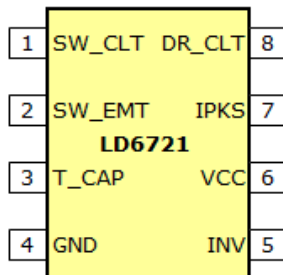 1 SW_CLT DR_CLT 8
2 SW_EMT IPKS 7
LD6721
3 T_CAP VCC 6
4 GND INV 5